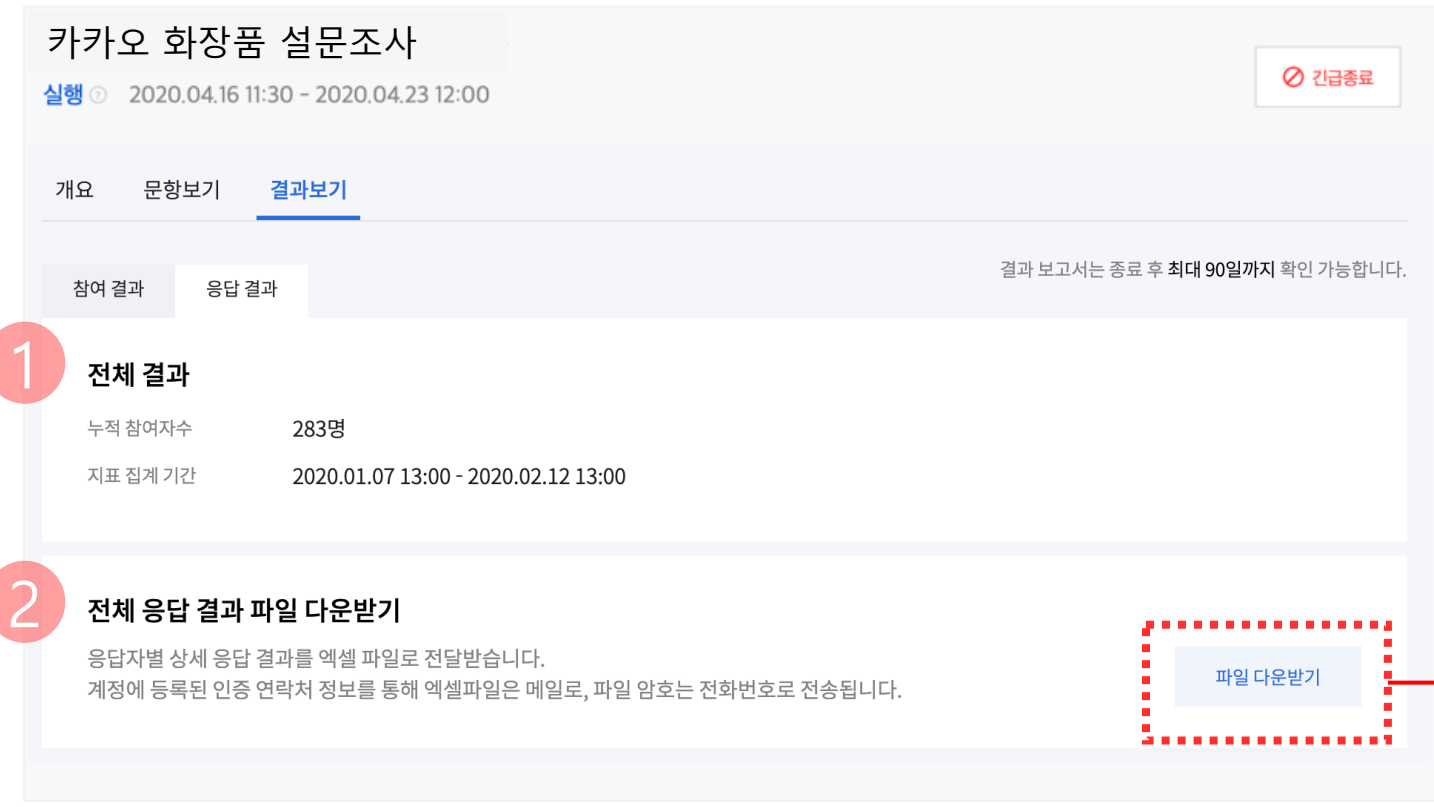 카카오 화장품 설문조사
긴급종료
실행 ? 2020.04.16 11:30 - 2020.04.23 12:00
개요 문항보기 결과보기
결과 보고서는 종료 후 최대 90일까지 확인 가능합니다.
참여 결과 응답 결과
1
전체 결과
누적 참여자수 283명
지표 집계 기간 2020.01.07 13:00 - 2020.02.12 13:00
2
전체 응답 결과 파일 다운받기
응답자별 상세 응답 결과를 엑셀 파일로 전달받습니다.
계정에 등록된 인증 연락처 정보를 통해 엑셀파일은 메일로, 파일 암호는 전화번호로 전송됩니다.
파일 다운받기